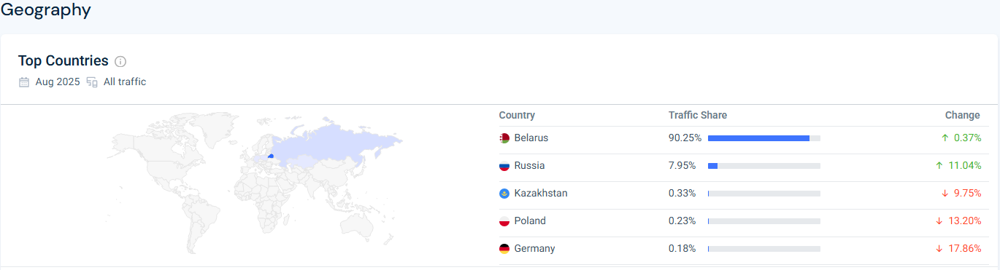 Geography
Top Countries
Aug 2025 All traffic
Country Traffic Share Change
Belarus 90.25% ↑ 0.37%
Russia 7.95% ↑ 11.04%
Kazakhstan 0.33% ↓ 9.75%
Poland 0.23% ↓ 13.20%
Germany 0.18% ↓ 17.86%